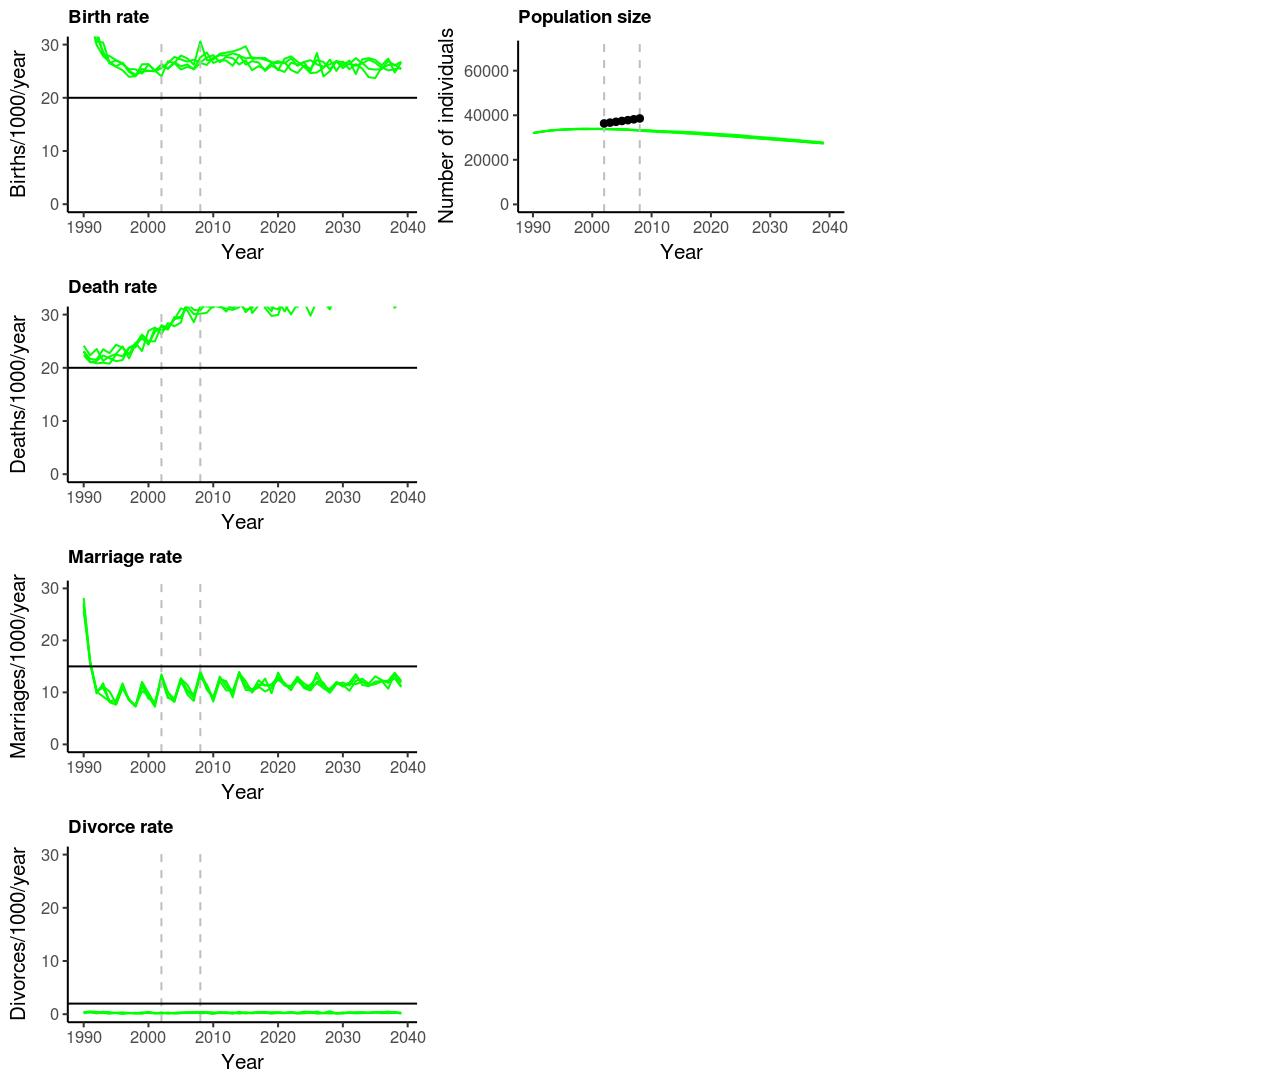 Birth rate
Births/1000/year
30
20
10
0
1990 2000 2010 2020 2030 2040
Year
Population size
Number of individuals
60000
40000
20000
0
1990 2000 2010 2020 2030 2040
Year
Death rate
Deaths/1000/year
30
20
10
0
1990 2000 2010 2020 2030 2040
Year
Marriage rate
Marriages/1000/year
30
20
10
0
1990 2000 2010 2020 2030 2040
Year
Divorce rate
Divorces/1000/year
30
20
10
0
1990 2000 2010 2020 2030 2040
Year